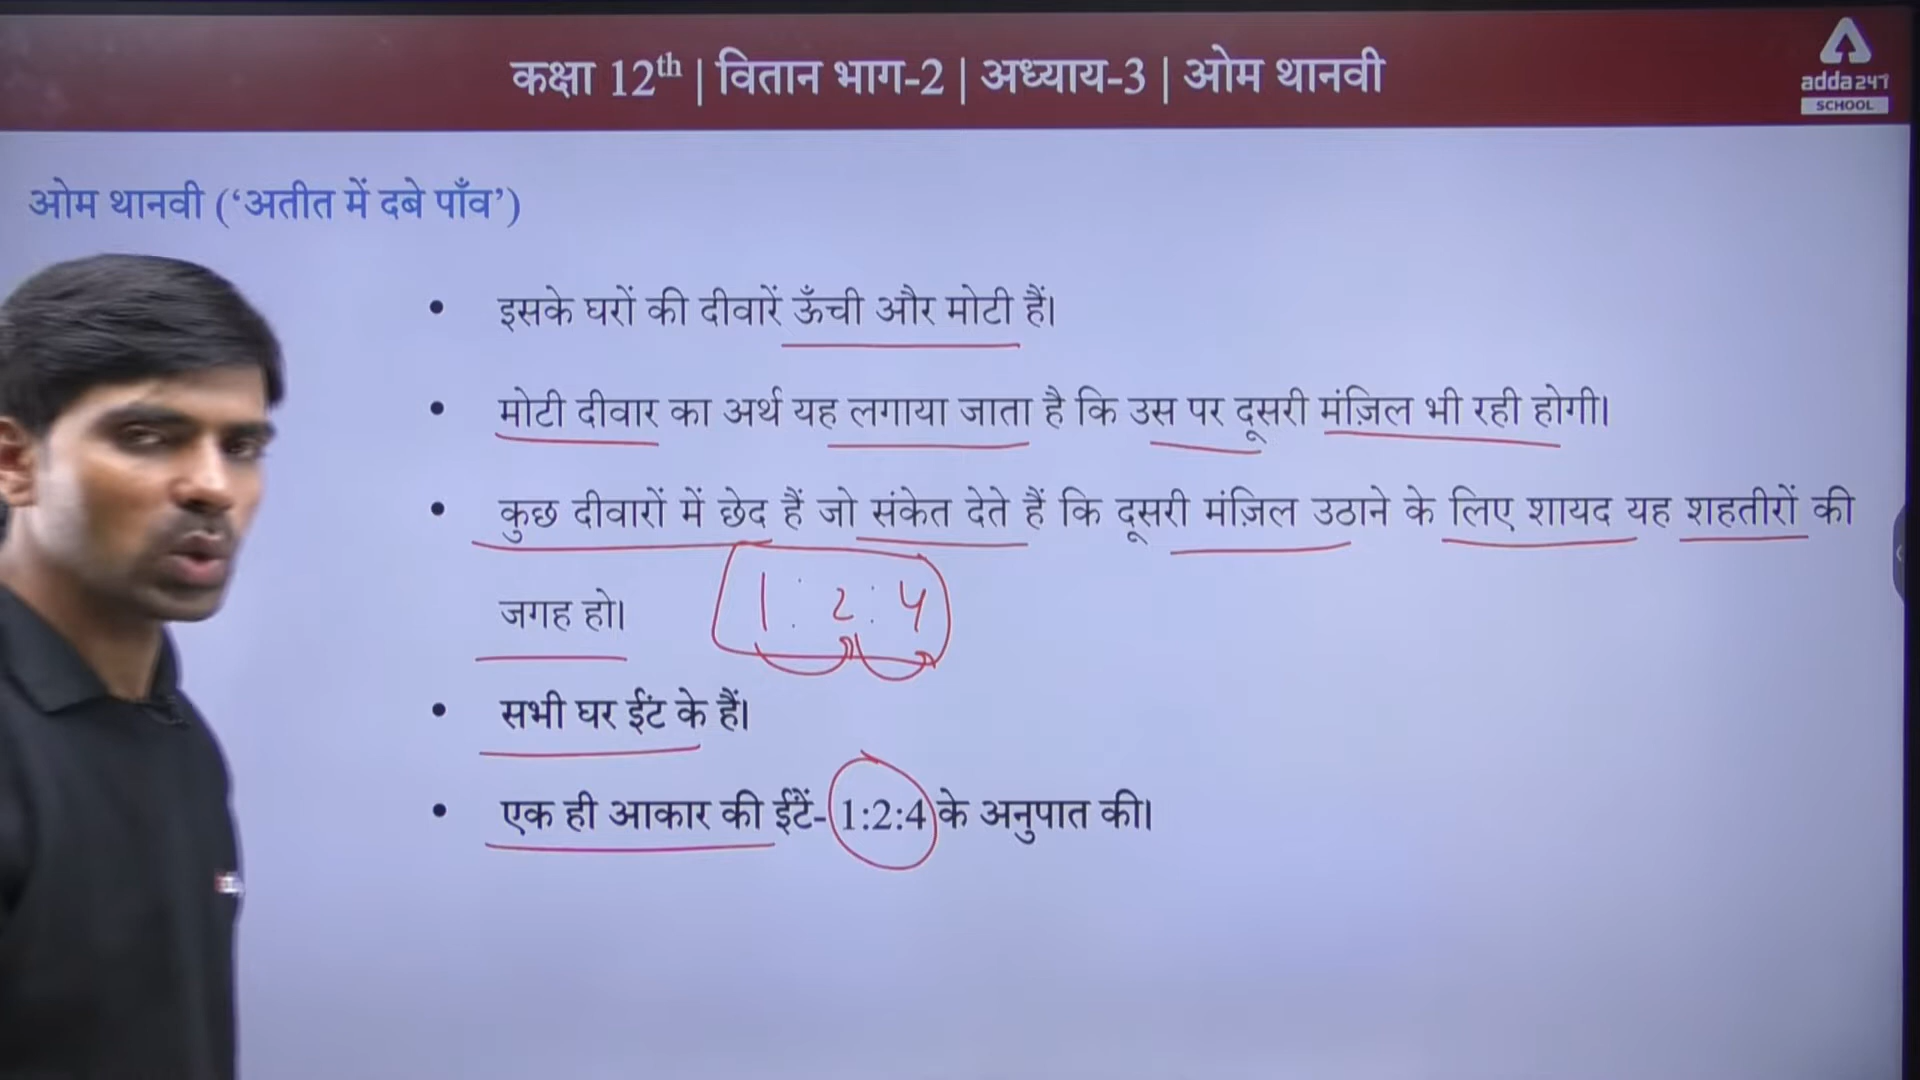 कक्षा 12th | वितान भाग-2 | अध्याय-3 | ओम थानवी
adda247
SCHOOL
ओम थानवी (‘अतीत में दबे पाँव’)
• इसके घरों की दीवारें ऊँची और मोटी हैं।
• मोटी दीवार का अर्थ यह लगाया जाता है कि उस पर दूसरी मंज़िल भी रही होगी।
• कुछ दीवारों में छेद हैं जो संकेत देते हैं कि दूसरी मंज़िल उठाने के लिए शायद यह शहतीरों की
जगह हो।
1 : 2 : 4
• सभी घर ईंट के हैं।
• एक ही आकार की ईंटें- 1:2:4 के अनुपात की।